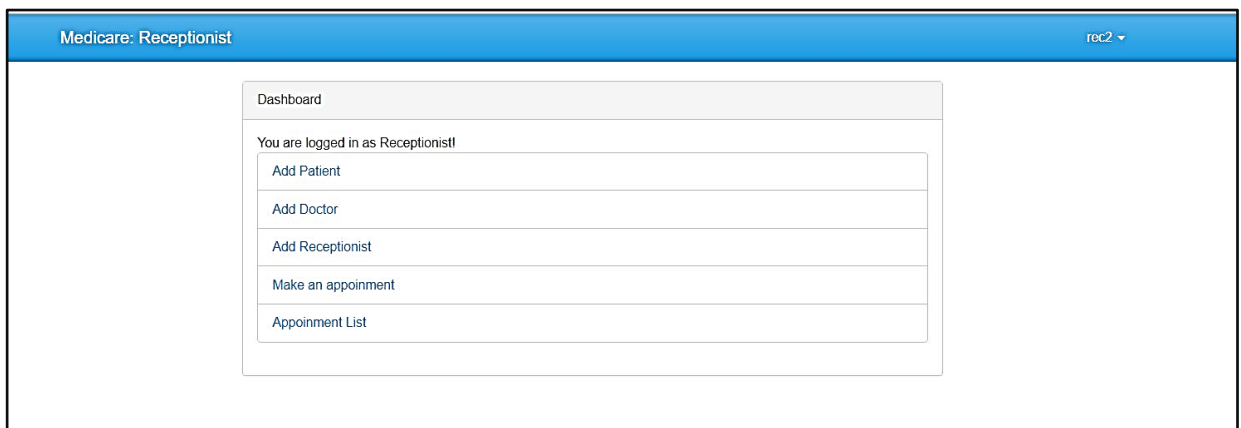 Medicare: Receptionist
rec2
Dashboard
You are logged in as Receptionist!
Add Patient
Add Doctor
Add Receptionist
Make an appoinment
Appoinment List